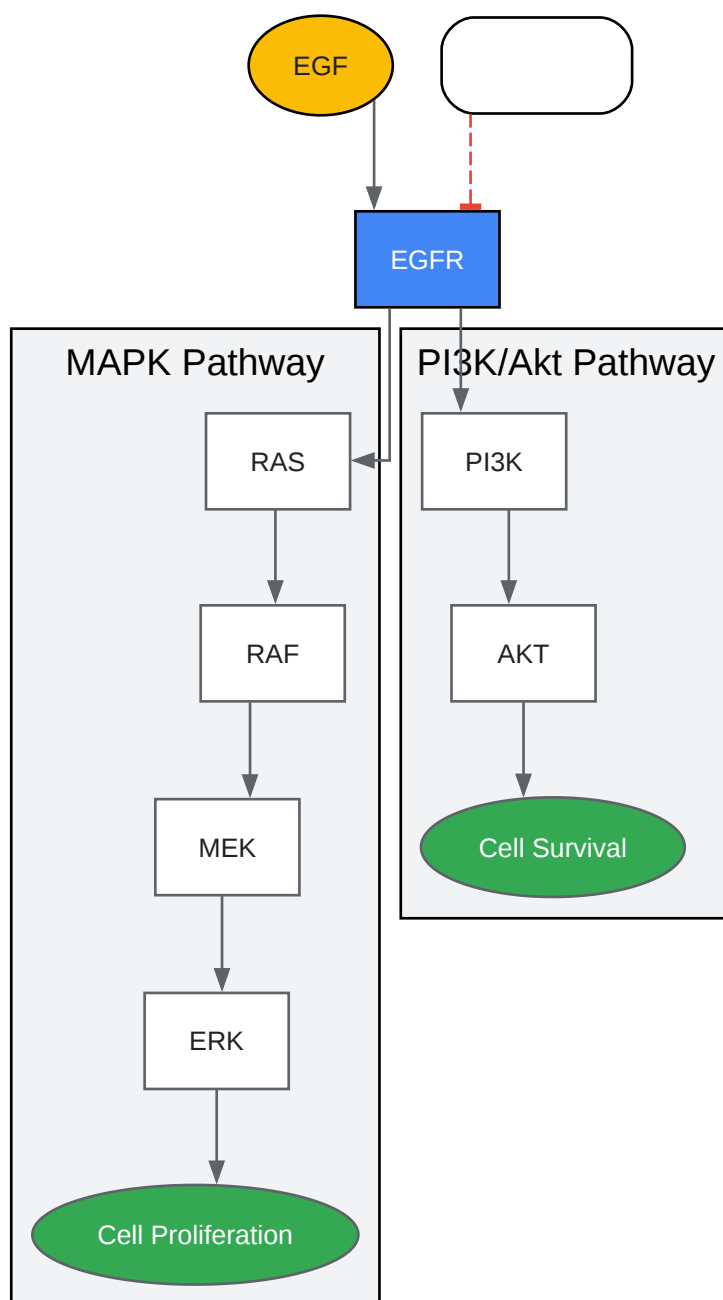 EGF
EGFR
MAPK Pathway
RAS
RAF
MEK
ERK
Cell Proliferation
PI3K/Akt Pathway
PI3K
AKT
Cell Survival